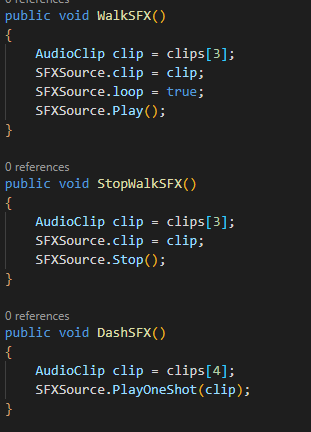 0 references
public void WalkSFX()
{
AudioClip clip = clips[3];
SFXSource.clip = clip;
SFXSource.loop = true;
SFXSource.Play();
}
0 references
public void StopWalkSFX()
{
AudioClip clip = clips[3];
SFXSource.clip = clip;
SFXSource.Stop();
}
0 references
public void DashSFX()
{
AudioClip clip = clips[4];
SFXSource.PlayOneShot(clip);
}